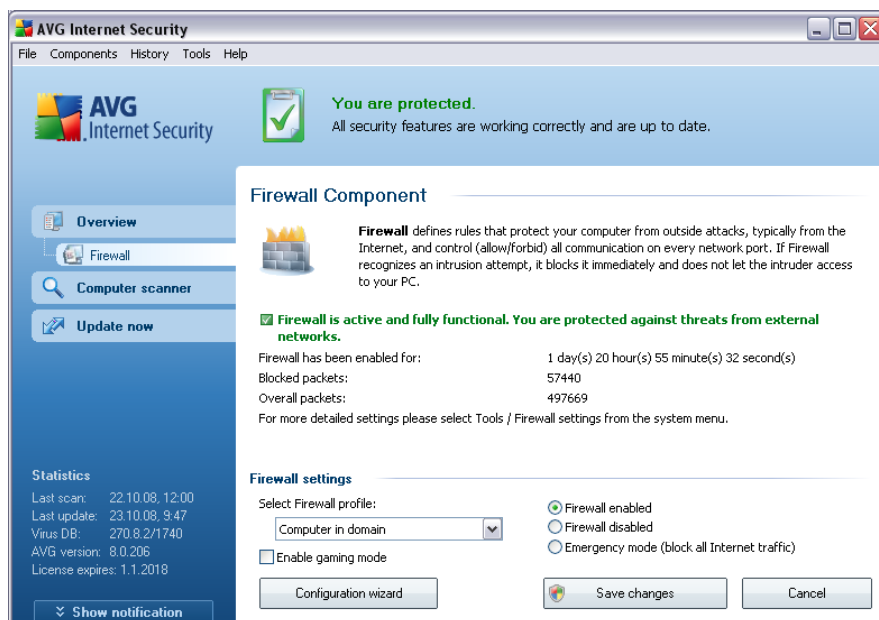 AVG Internet Security
File Components History Tools Help
AVG
Internet Security
You are protected.
All security features are working correctly and are up to date.
Overview
Firewall
Computer scanner
Update now
Firewall Component
Firewall defines rules that protect your computer from outside attacks, typically from the
Internet, and control (allow/forbid) all communication on every network port. If Firewall
recognizes an intrusion attempt, it blocks it immediately and does not let the intruder access
to your PC.
Firewall is active and fully functional. You are protected against threats from external
networks.
Firewall has been enabled for: 1 day(s) 20 hour(s) 55 minute(s) 32 second(s)
Blocked packets: 57440
Overall packets: 497669
For more detailed settings please select Tools / Firewall settings from the system menu.
Statistics
Last scan: 22.10.08, 12:00
Last update: 23.10.08, 9:47
Virus DB: 270.8.2/1740
AVG version: 8.0.206
License expires: 1.1.2018
Show notification
Firewall settings
Select Firewall profile:
Computer in domain
Enable gaming mode
Firewall enabled
Firewall disabled
Emergency mode (block all Internet traffic)
Configuration wizard
Save changes
Cancel